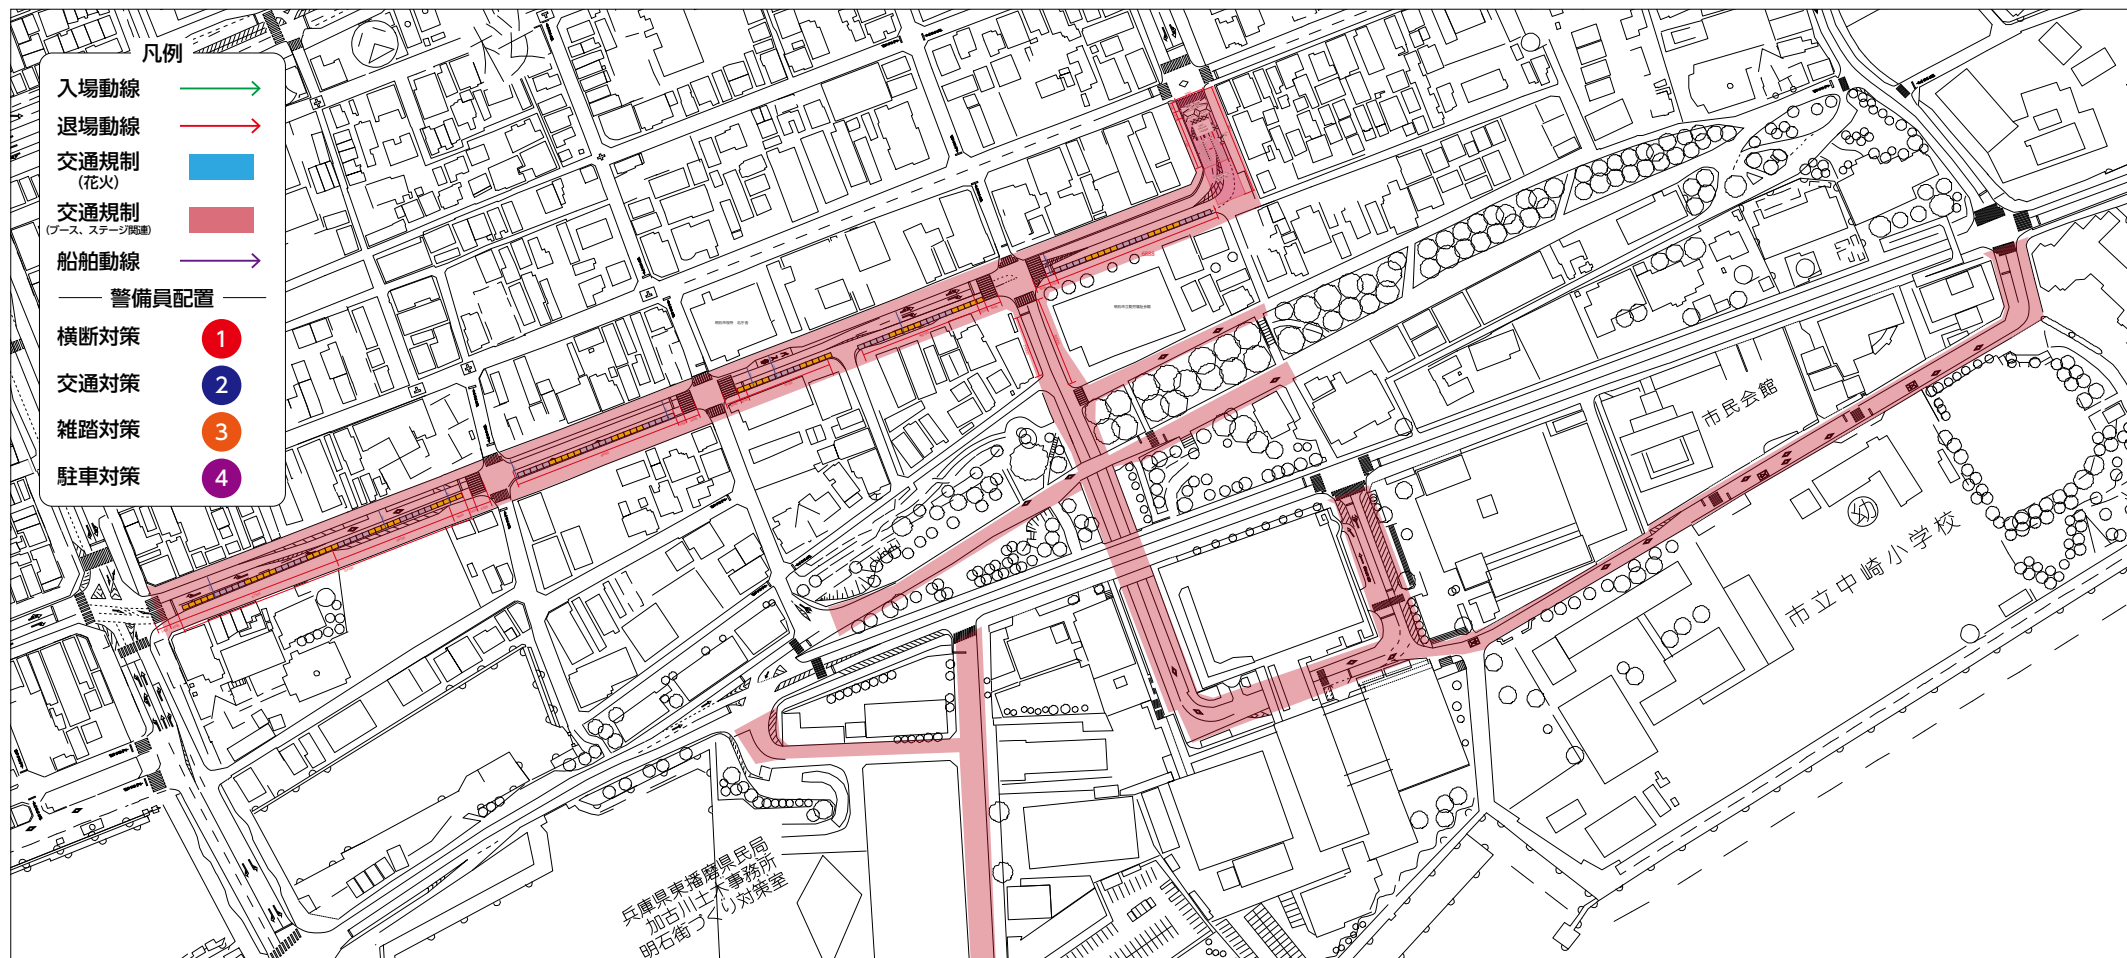 凡例
入場動線
退場動線
交通規制
(花火)
交通規制
(ブース、ステージ関連)
船舶動線
警備員配置
横断対策 1
交通対策 2
雑踏対策 3
駐車対策 4
桜
市民会館
幼
市立中崎小学校
兵庫県東播磨県民局
加古川土木事務所
明石街づくり対策室